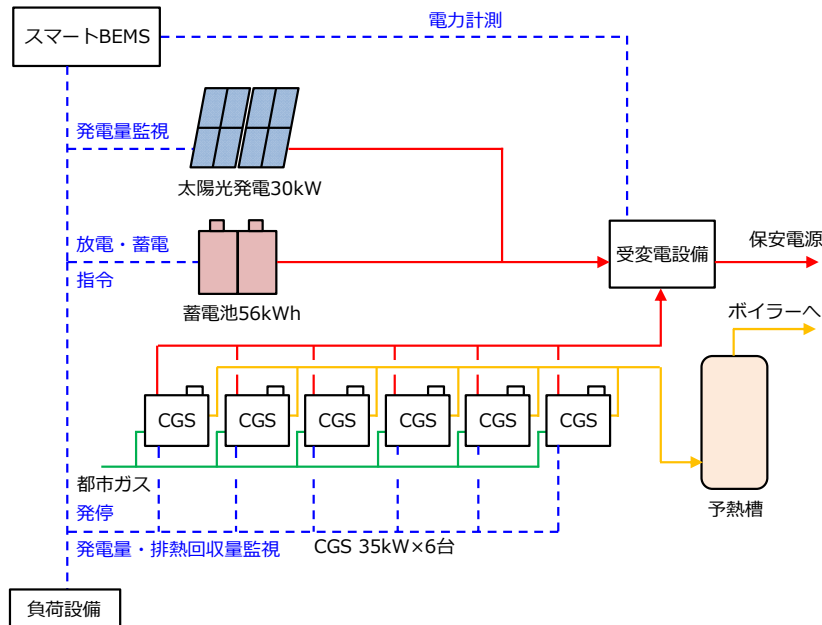 電力計測
スマートBEMS
発電量監視
太陽光発電30kW
放電・蓄電
指令
蓄電池56kWh
受変電設備
保安電源
ボイラーへ
CGS
CGS
CGS
CGS
CGS
CGS
都市ガス
予熱槽
発停
発電量・排熱回収量監視
CGS 35kW×6台
負荷設備